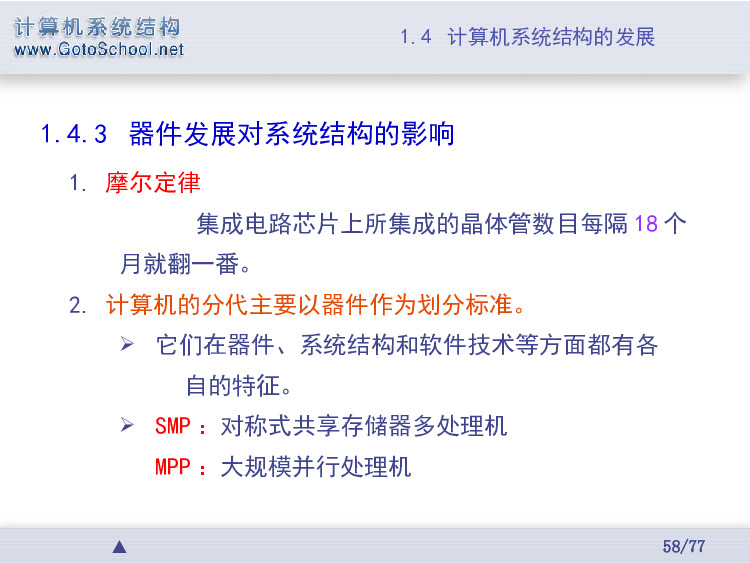 计算机系统结构
www.GotoSchool.net
1.4 计算机系统结构的发展
1.4.3 器件发展对系统结构的影响
1. 摩尔定律
集成电路芯片上所集成的晶体管数目每隔18个
月就翻一番。
2. 计算机的分代主要以器件作为划分标准。
➢ 它们在器件、系统结构和软件技术等方面都有各
自的特征。
➢ SMP：对称式共享存储器多处理机
MPP：大规模并行处理机
▲
58/77